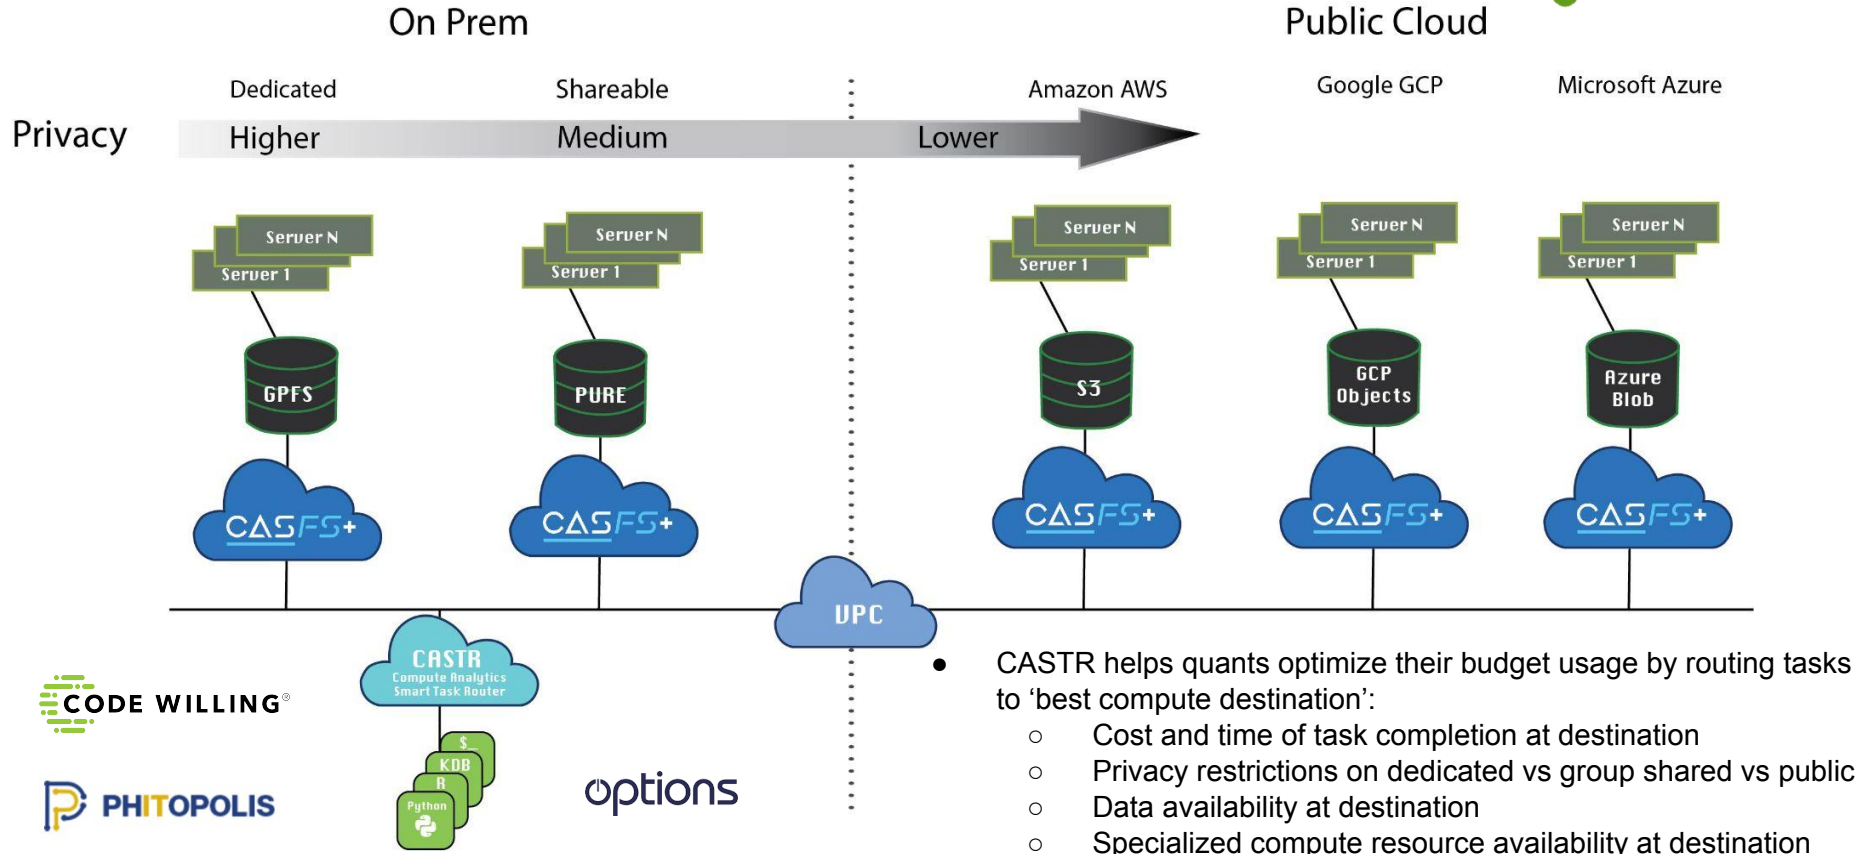 On Prem
Public Cloud
Dedicated
Shareable
Amazon AWS
Google GCP
Microsoft Azure
Privacy
Higher
Medium
Lower
Server N
Server 1
Server N
Server 1
Server N
Server 1
Server N
Server 1
Server N
Server 1
GPFS
PURE
S3
GCP
Objects
Azure
Blob
CASFS+
CASFS+
CASFS+
CASFS+
CASFS+
VPC
CASTR
Compute Analytics
Smart Task Router
$_
KDB
R
Python
CODE WILLING®
PHITOPOLIS
options
● CASTR helps quants optimize their budget usage by routing tasks
to ‘best compute destination’:
○ Cost and time of task completion at destination
○ Privacy restrictions on dedicated vs group shared vs public
○ Data availability at destination
○ Specialized compute resource availability at destination